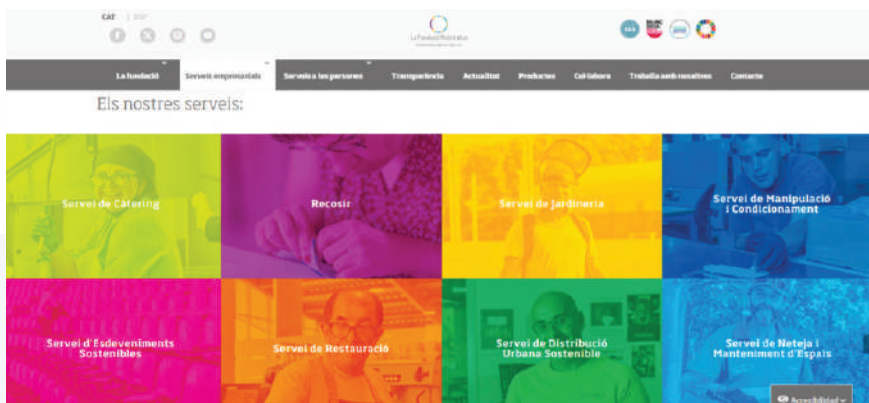 CAT | ESP
La fundació
Serveis empresarials
Serveis a les persones
Transparència
Actualitat
Productes
Col·labora
Treballa amb nosaltres
Contacte
Els nostres serveis:
Servei de Càtering
Recosir
Servei de Jardineria
Servei de Manipulació
i Condicionament
Servei d'Esdeveniments
Sostenibles
Servei de Restauració
Servei de Distribució
Urbana Sostenible
Servei de Neteja i
Manteniment d'Espais
Accesibilidad